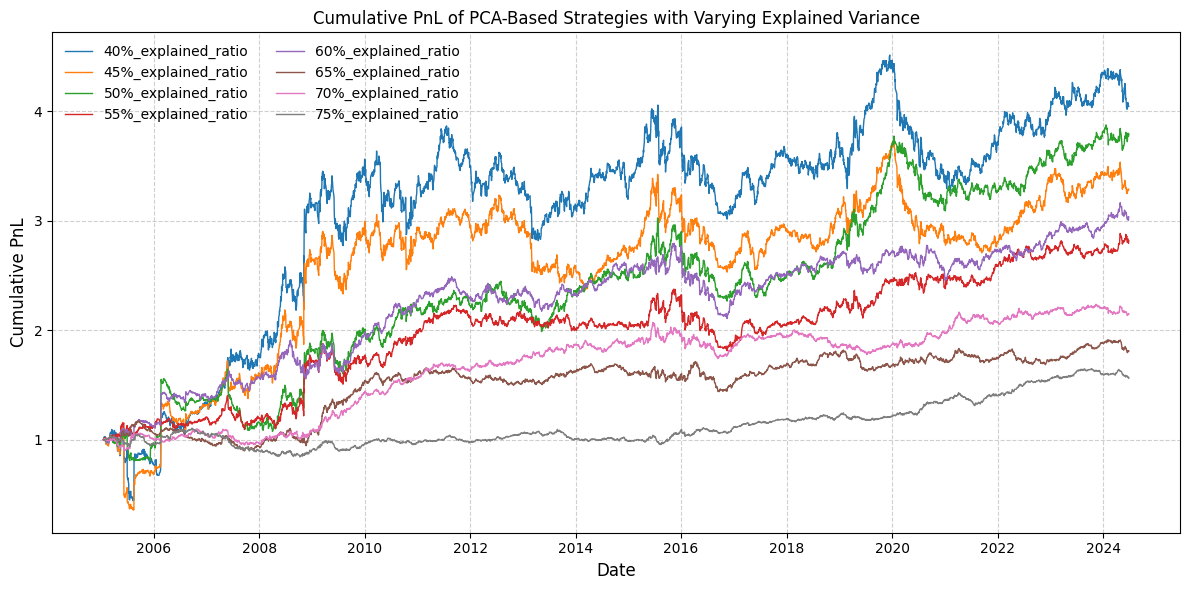 Cumulative PnL of PCA-Based Strategies with Varying Explained Variance
40%_explained_ratio
45%_explained_ratio
50%_explained_ratio
55%_explained_ratio
60%_explained_ratio
65%_explained_ratio
70%_explained_ratio
75%_explained_ratio
Cumulative PnL
4
3
2
1
2006 2008 2010 2012 2014 2016 2018 2020 2022 2024
Date